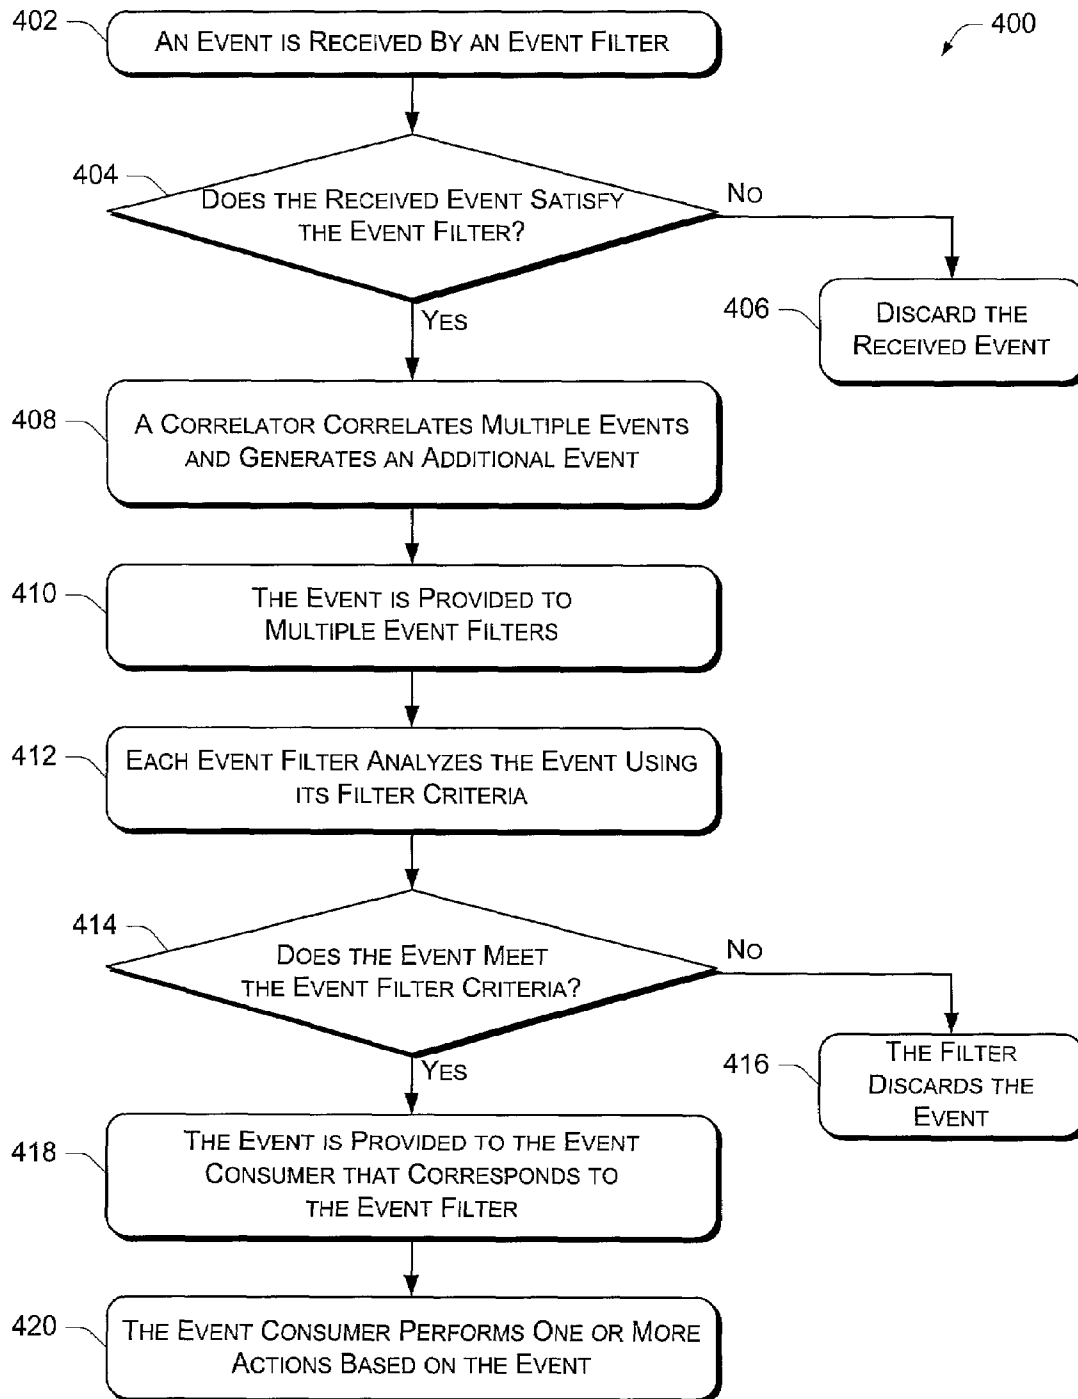 402
AN EVENT IS RECEIVED BY AN EVENT FILTER
400
404
DOES THE RECEIVED EVENT SATISFY
THE EVENT FILTER?
NO
YES
406
DISCARD THE
RECEIVED EVENT
408
A CORRELATOR CORRELATES MULTIPLE EVENTS
AND GENERATES AN ADDITIONAL EVENT
410
THE EVENT IS PROVIDED TO
MULTIPLE EVENT FILTERS
412
EACH EVENT FILTER ANALYZES THE EVENT USING
ITS FILTER CRITERIA
414
DOES THE EVENT MEET
THE EVENT FILTER CRITERIA?
NO
YES
416
THE FILTER
DISCARDS THE
EVENT
418
THE EVENT IS PROVIDED TO THE EVENT
CONSUMER THAT CORRESPONDS TO
THE EVENT FILTER
420
THE EVENT CONSUMER PERFORMS ONE OR MORE
ACTIONS BASED ON THE EVENT